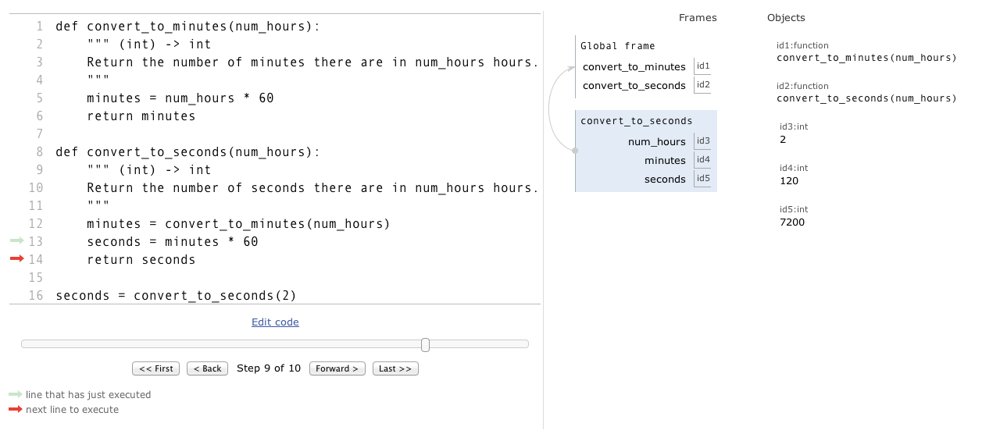 1 def convert_to_minutes(num_hours):
2     """ (int) -> int
3     Return the number of minutes there are in num_hours hours.
4     """
5     minutes = num_hours * 60
6     return minutes
7
8 def convert_to_seconds(num_hours):
9     """ (int) -> int
10     Return the number of seconds there are in num_hours hours.
11     """
12     minutes = convert_to_minutes(num_hours)
13     seconds = minutes * 60
14     return seconds
15
16 seconds = convert_to_seconds(2)
Edit code
<< First < Back Step 9 of 10 Forward > Last >>
line that has just executed
next line to execute
Frames
Global frame
convert_to_minutes id1
convert_to_seconds id2
convert_to_seconds
num_hours id3
minutes id4
seconds id5
Objects
id1:function
convert_to_minutes(num_hours)
id2:function
convert_to_seconds(num_hours)
id3:int
2
id4:int
120
id5:int
7200